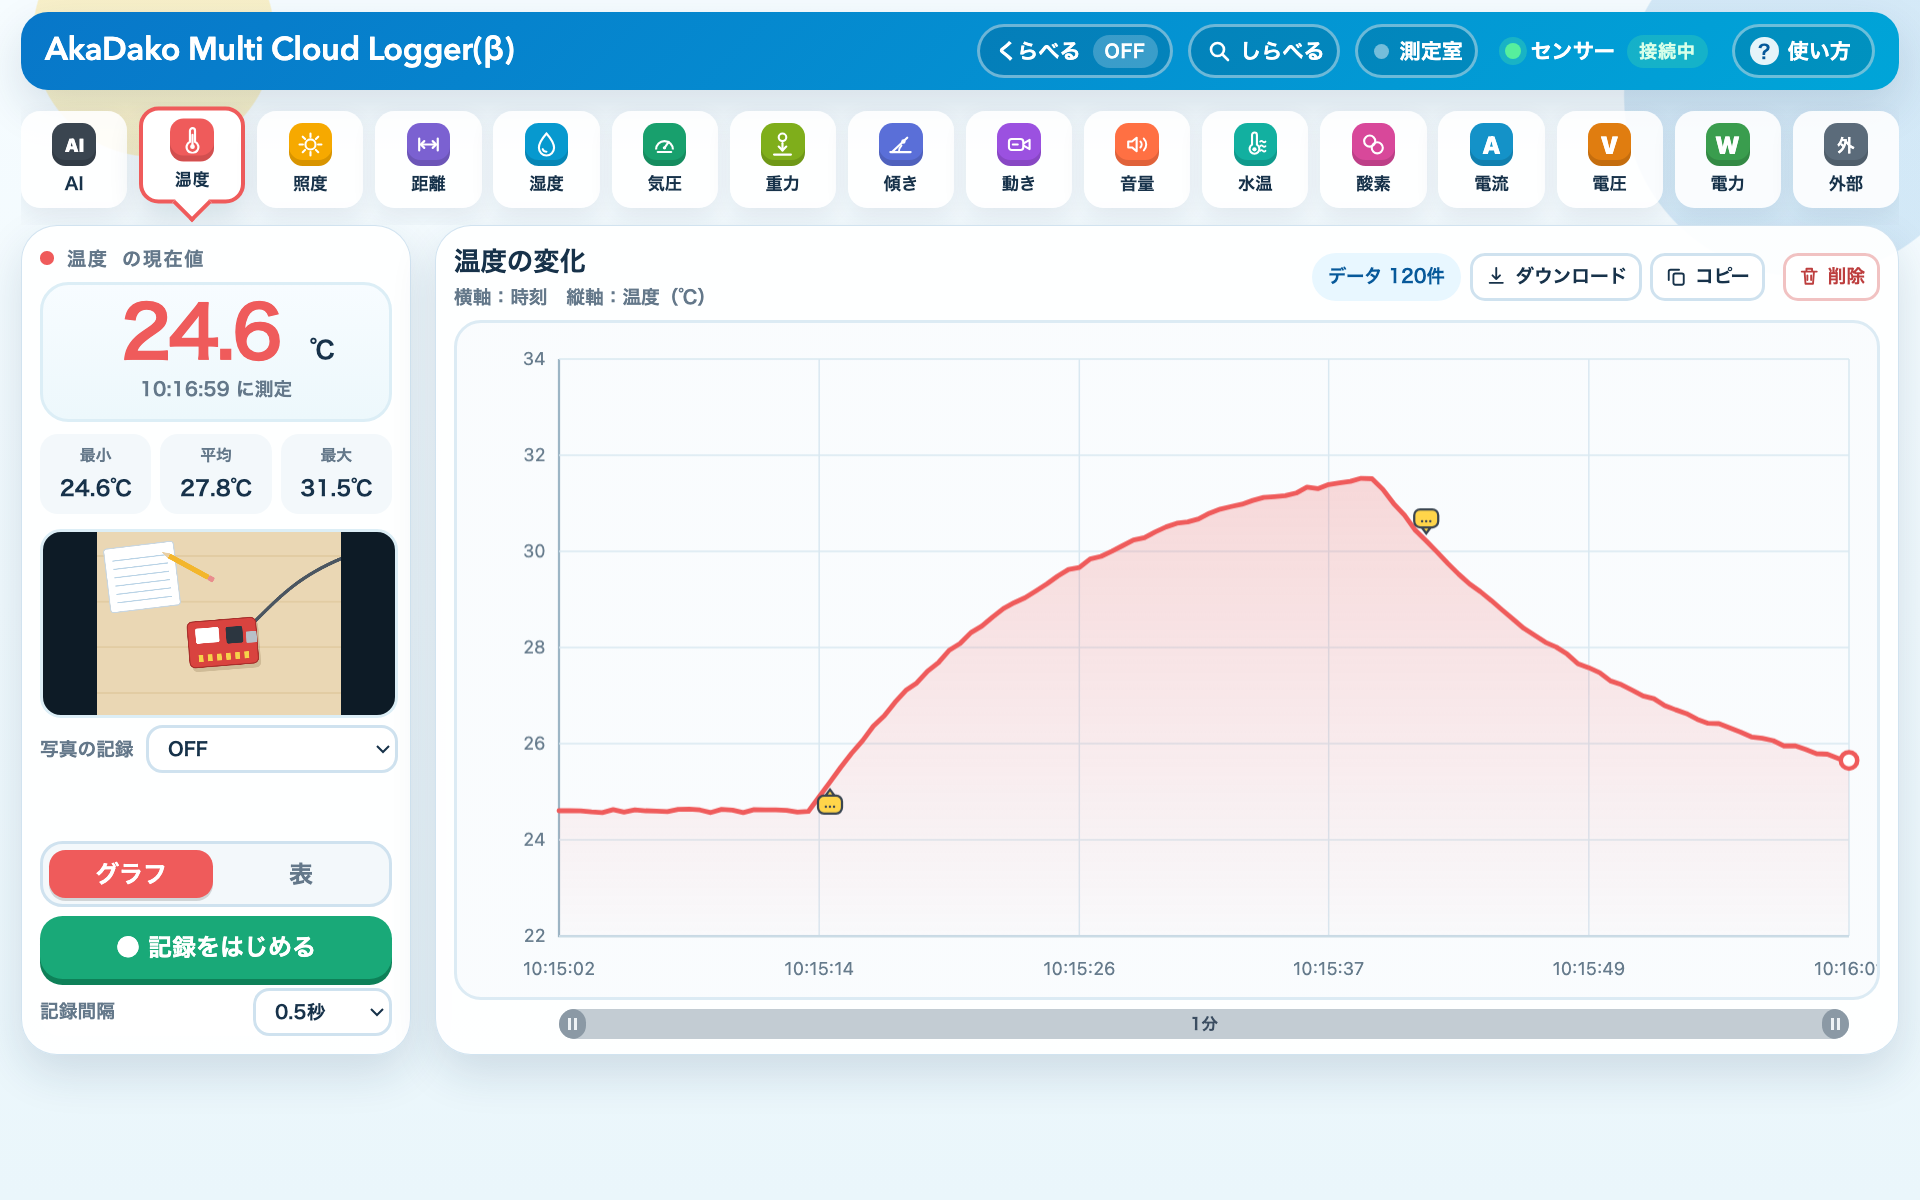 AkaDako Multi Cloud Logger(β)
くらべる OFF
しらべる
測定室
センサー 接続中
? 使い方
AI AI
温度
照度
距離
湿度
気圧
重力
傾き
動き
音量
水温
酸素
A 電流
V 電圧
W 電力
外 外部
温度 の現在値
24.6 ℃
10:16:59 に測定
最小 平均 最大
24.6℃ 27.8℃ 31.5℃
写真の記録 OFF
グラフ 表
記録をはじめる
記録間隔 0.5秒
温度の変化
横軸：時刻 縦軸：温度（℃）
データ 120件
ダウンロード
コピー
削除
34
32
30
28
26
24
22
10:15:02 10:15:14 10:15:26 10:15:37 10:15:49 10:16:0
1分